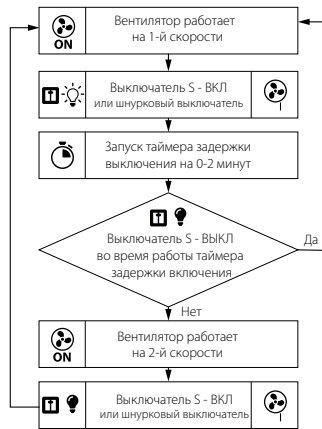 ON
Вентилятор работает
на 1-й скорости
Выключатель S - ВКЛ
или шнурковый выключатель
Запуск таймера задержки
выключения на 0-2 минут
Выключатель S - ВЫКЛ
во время работы таймера
задержки включения
Да
Нет
ON
Вентилятор работает
на 2-й скорости
Выключатель S - ВКЛ
или шнурковый выключатель